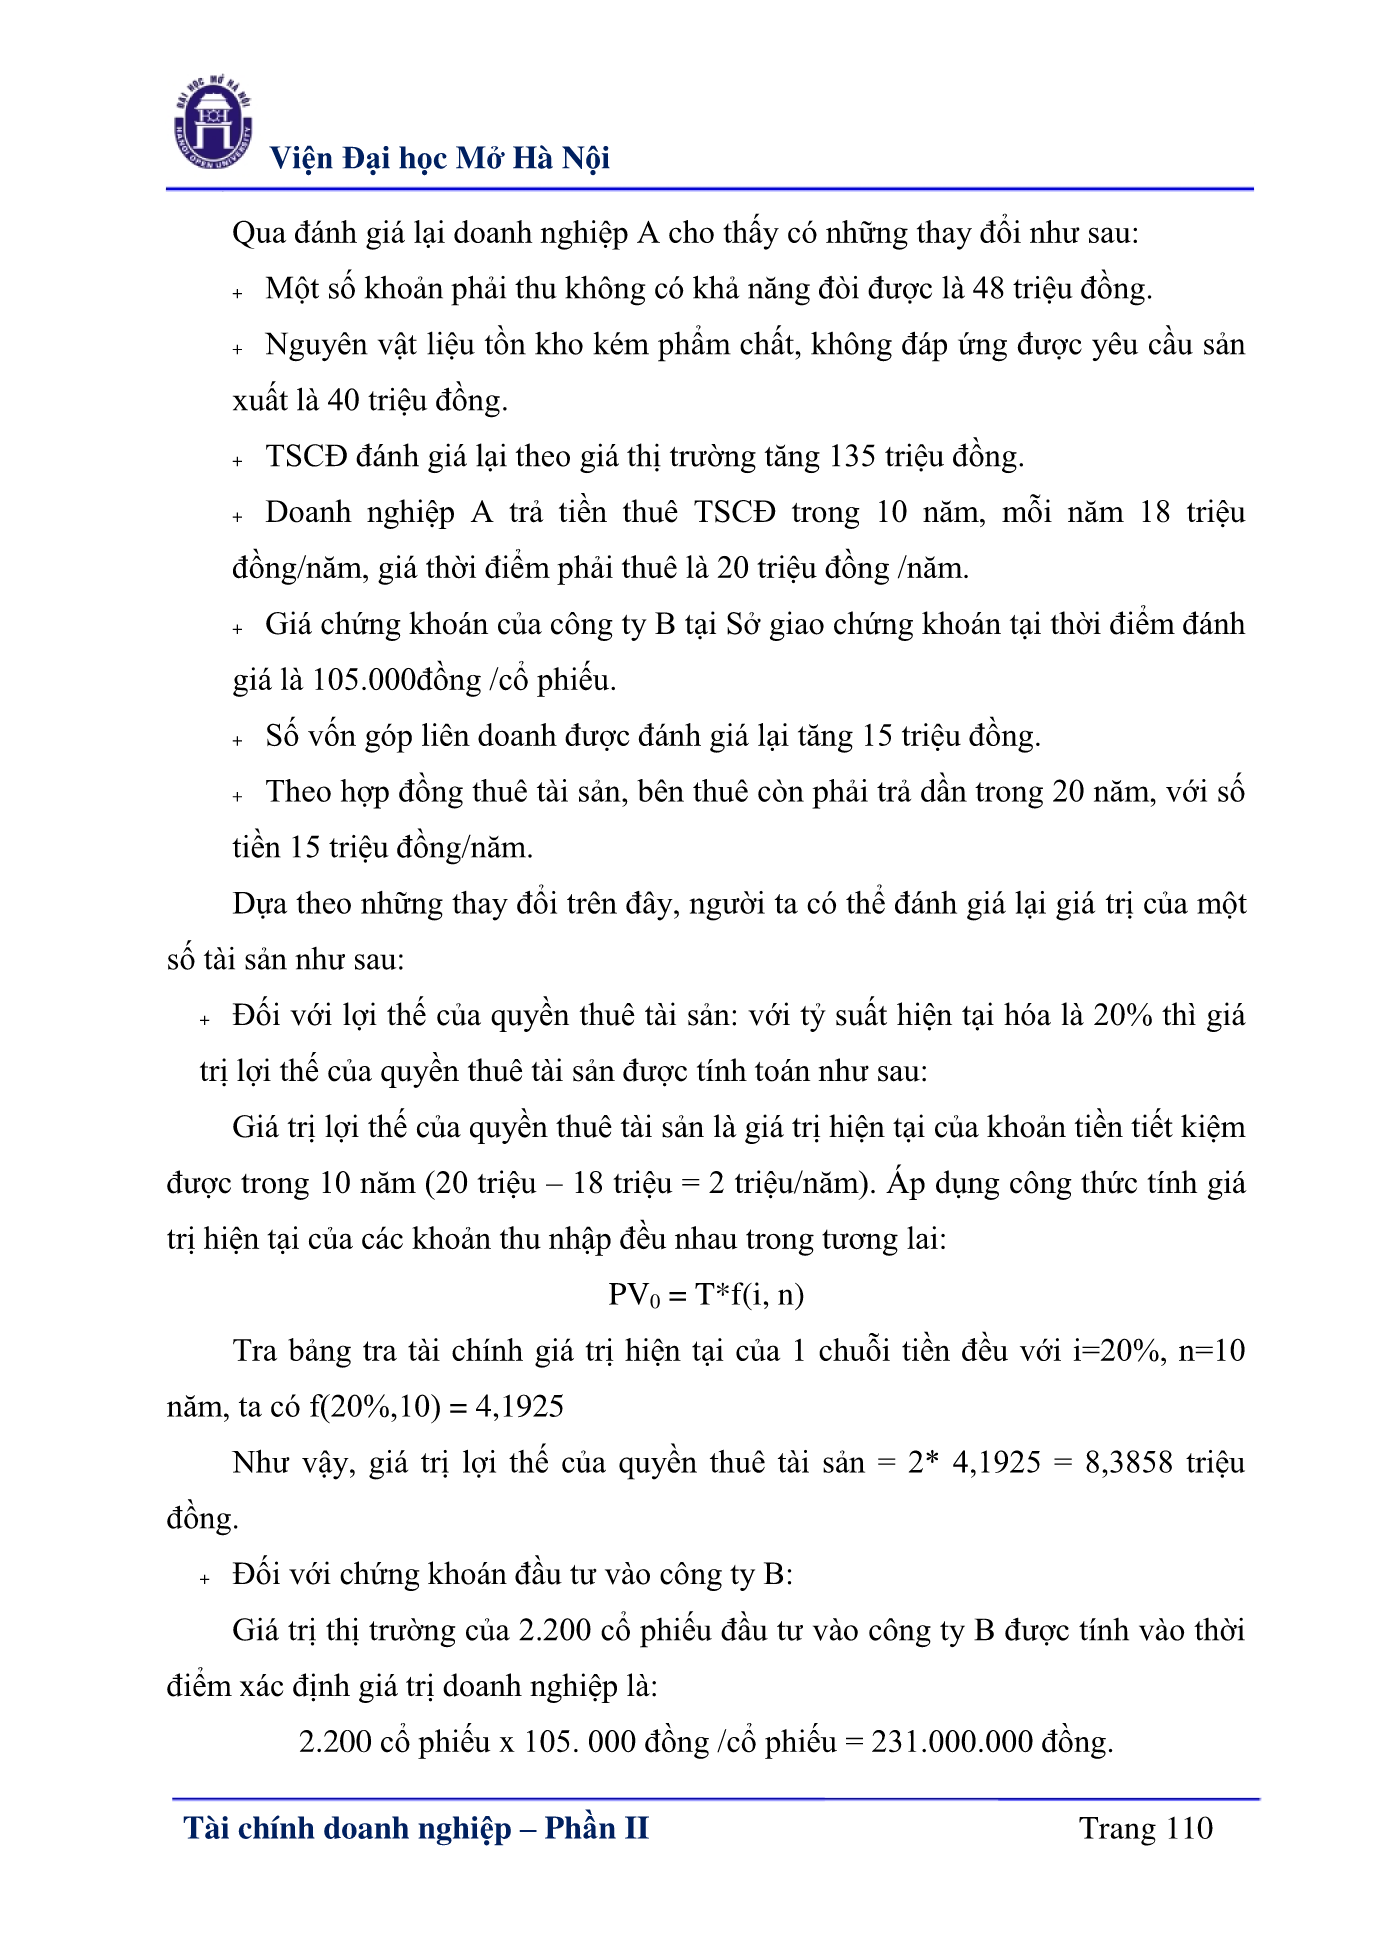 ĐẠI HỌC MỞ HÀ NỘI
HANOI OPEN UNIVERSITY
Viện Đại học Mở Hà Nội
Qua đánh giá lại doanh nghiệp A cho thấy có những thay đổi như sau:
+ Một số khoản phải thu không có khả năng đòi được là 48 triệu đồng.
+ Nguyên vật liệu tồn kho kém phẩm chất, không đáp ứng được yêu cầu sản
xuất là 40 triệu đồng.
+ TSCĐ đánh giá lại theo giá thị trường tăng 135 triệu đồng.
+ Doanh nghiệp A trả tiền thuê TSCĐ trong 10 năm, mỗi năm 18 triệu
đồng/năm, giá thời điểm phải thuê là 20 triệu đồng /năm.
+ Giá chứng khoán của công ty B tại Sở giao chứng khoán tại thời điểm đánh
giá là 105.000đồng /cổ phiếu.
+ Số vốn góp liên doanh được đánh giá lại tăng 15 triệu đồng.
+ Theo hợp đồng thuê tài sản, bên thuê còn phải trả dần trong 20 năm, với số
tiền 15 triệu đồng/năm.
Dựa theo những thay đổi trên đây, người ta có thể đánh giá lại giá trị của một
số tài sản như sau:
+ Đối với lợi thế của quyền thuê tài sản: với tỷ suất hiện tại hóa là 20% thì giá
trị lợi thế của quyền thuê tài sản được tính toán như sau:
Giá trị lợi thế của quyền thuê tài sản là giá trị hiện tại của khoản tiền tiết kiệm
được trong 10 năm (20 triệu – 18 triệu = 2 triệu/năm). Áp dụng công thức tính giá
trị hiện tại của các khoản thu nhập đều nhau trong tương lai:
PV₀ = T*f(i, n)
Tra bảng tra tài chính giá trị hiện tại của 1 chuỗi tiền đều với i=20%, n=10
năm, ta có f(20%,10) = 4,1925
Như vậy, giá trị lợi thế của quyền thuê tài sản = 2* 4,1925 = 8,3858 triệu
đồng.
+ Đối với chứng khoán đầu tư vào công ty B:
Giá trị thị trường của 2.200 cổ phiếu đầu tư vào công ty B được tính vào thời
điểm xác định giá trị doanh nghiệp là:
2.200 cổ phiếu x 105. 000 đồng /cổ phiếu = 231.000.000 đồng.
Tài chính doanh nghiệp – Phần II Trang 110